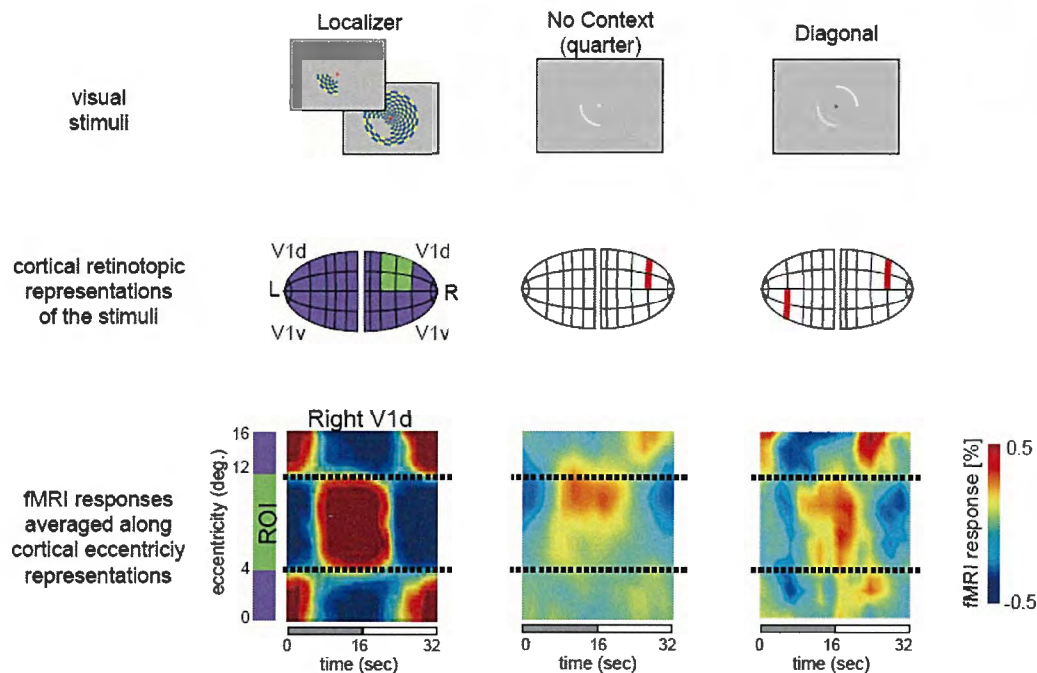 Localizer
No Context
(quarter)
Diagonal
visual
stimuli
V1d
V1d
cortical retinotopic
representations
of the stimuli
L
R
V1v
V1v
Right V1d
fMRI responses
averaged along
cortical eccentriciy
representations
eccentricity (deg.)
16
12
ROI
4
0
0.5
fMRI response [%]
-0.5
0
16
32
0
16
32
0
16
32
time (sec)
time (sec)
time (sec)